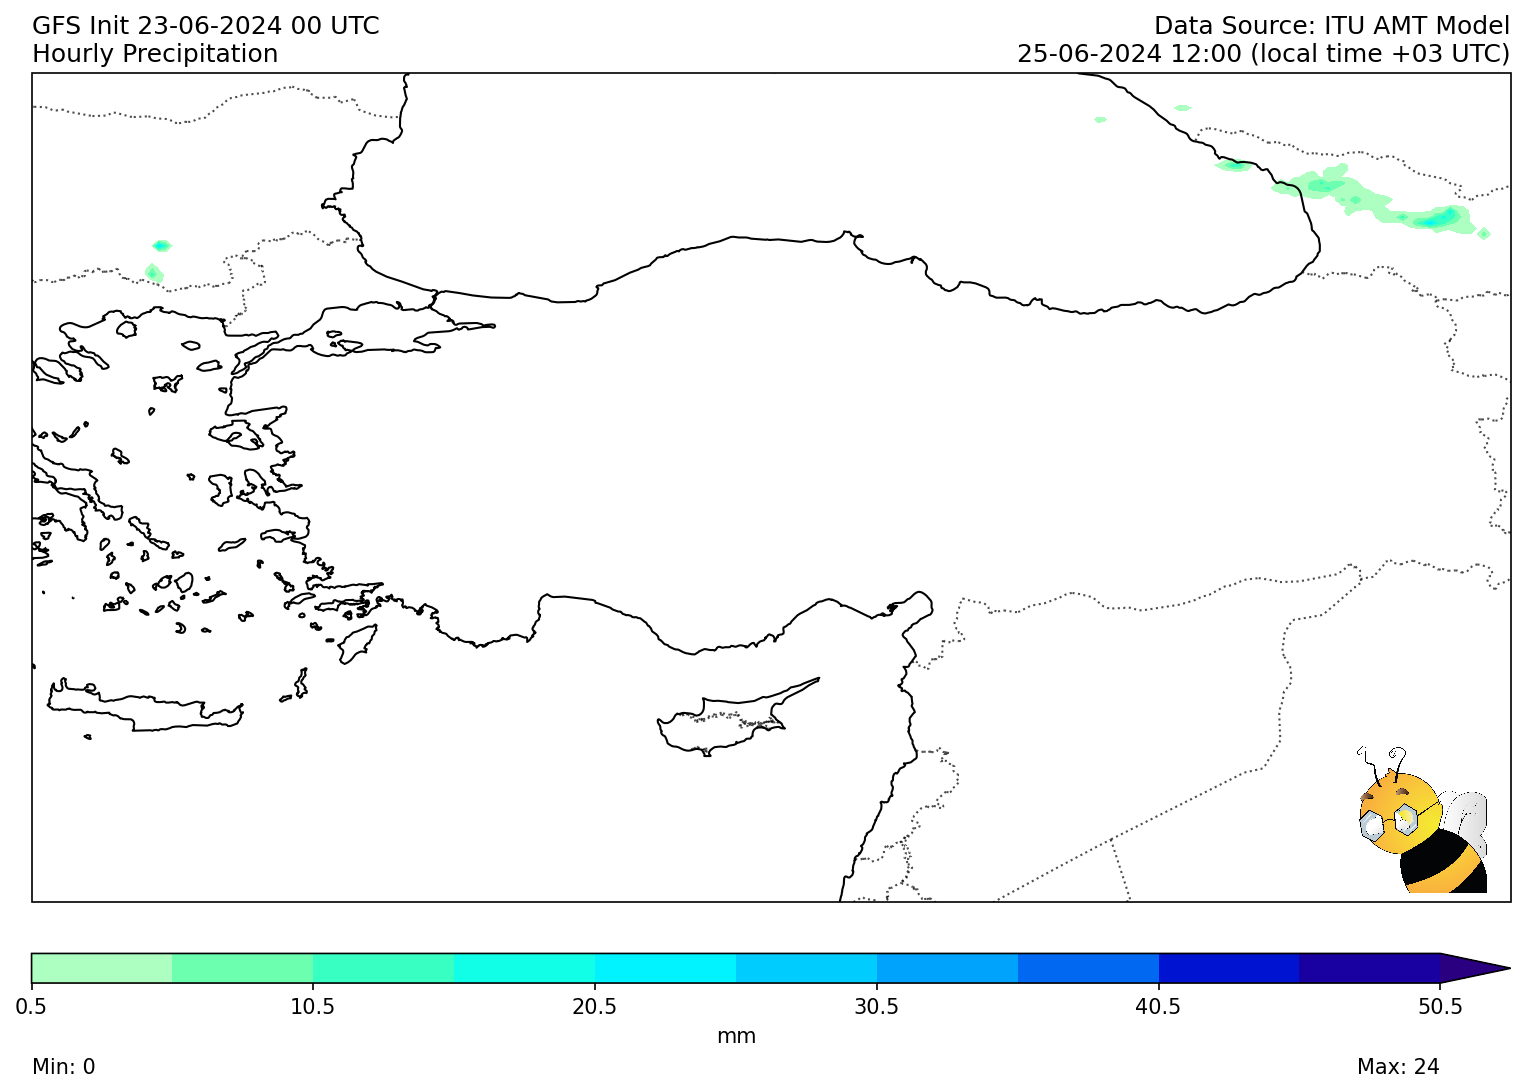 GFS Init 23-06-2024 00 UTC
Data Source: ITU AMT Model
Hourly Precipitation
25-06-2024 12:00 (local time +03 UTC)
0.5 10.5 20.5 30.5 40.5 50.5
mm
Min: 0
Max: 24